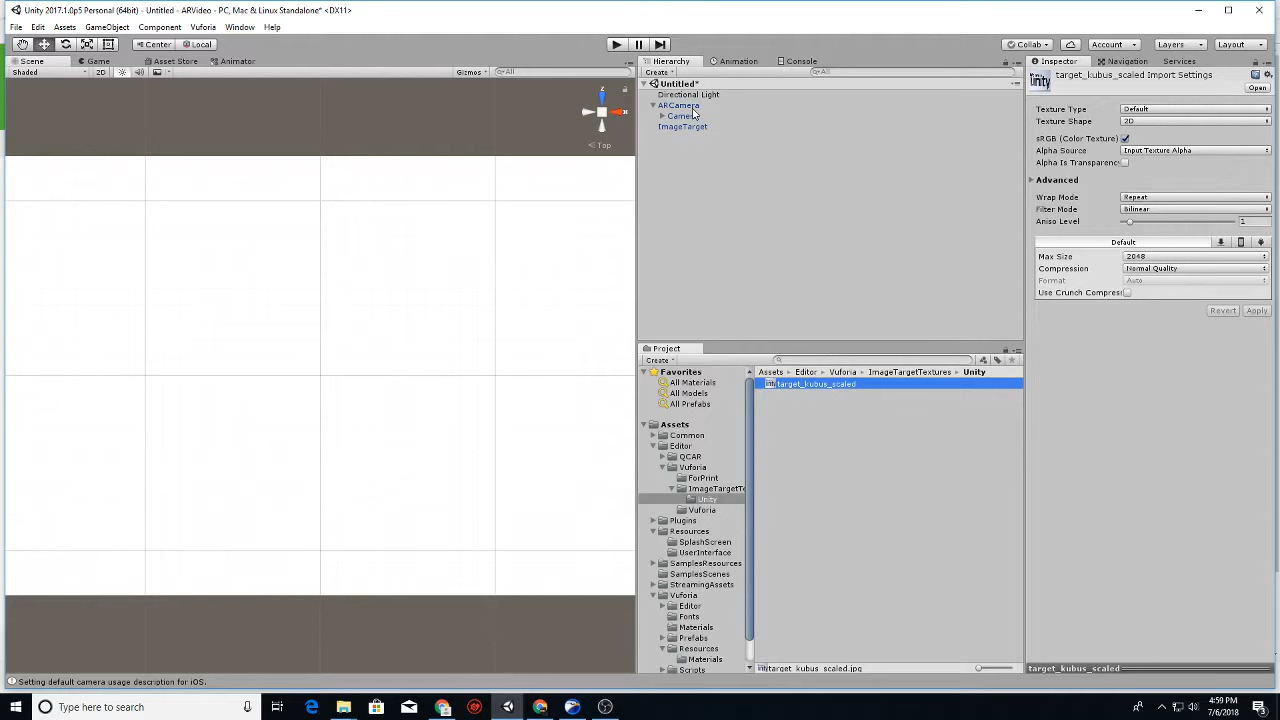 Unity 2017.1.0p5 Personal (64bit) - Untitled - ARVideo - PC, Mac & Linux Standalone* <DX11>
File Edit Assets GameObject Component Vuforia Window Help
Center Local Collab Account Layers Layout
Scene Game Asset Store Animator
Shaded 2D Gizmos All
Z
X
Top
Hierarchy Animation Console
Create All
Untitled*
Directional Light
ARCamera
Camera
ImageTarget
Project
Create
Favorites
All Materials
All Models
All Prefabs
Assets
Common
Editor
QCAR
Vuforia
ForPrint
ImageTargetTe
Unity
Vuforia
Plugins
Resources
SplashScreen
UserInterface
SamplesResources
SamplesScenes
StreamingAssets
Vuforia
Editor
Fonts
Materials
Prefabs
Resources
Materials
Scripts
Assets Editor Vuforia ImageTargetTextures Unity
target_kubus_scaled
target_kubus_scaled.jpg
Inspector Navigation Services
target_kubus_scaled Import Settings
Unity
Open
Texture Type Default
Texture Shape 2D
sRGB (Color Texture)
Alpha Source Input Texture Alpha
Alpha Is Transparenc
Advanced
Wrap Mode Repeat
Filter Mode Bilinear
Aniso Level 1
Default
Max Size 2048
Compression Normal Quality
Format Auto
Use Crunch Compress
Revert Apply
target_kubus_scaled
Setting default camera usage description for iOS.
Type here to search
4:59 PM
7/6/2018